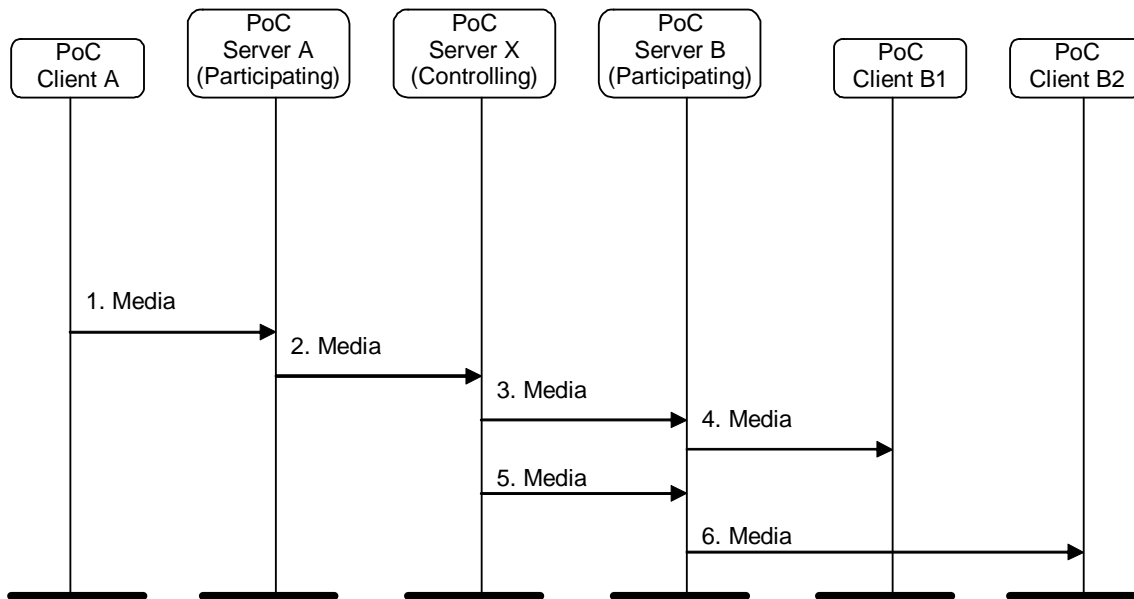 PoC
Client A
PoC
Server A
(Participating)
PoC
Server X
(Controlling)
PoC
Server B
(Participating)
PoC
Client B1
PoC
Client B2
1. Media
2. Media
3. Media
4. Media
5. Media
6. Media